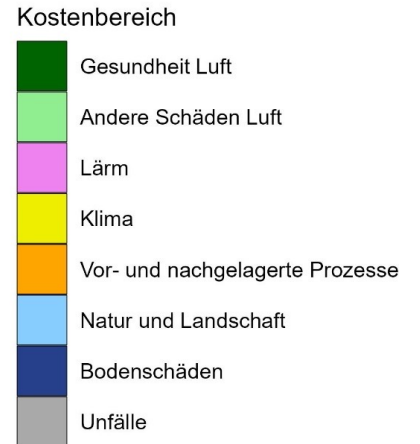 Kostenbereich
Gesundheit Luft
Andere Schäden Luft
Lärm
Klima
Vor- und nachgelagerte Prozesse
Natur und Landschaft
Bodenschäden
Unfälle